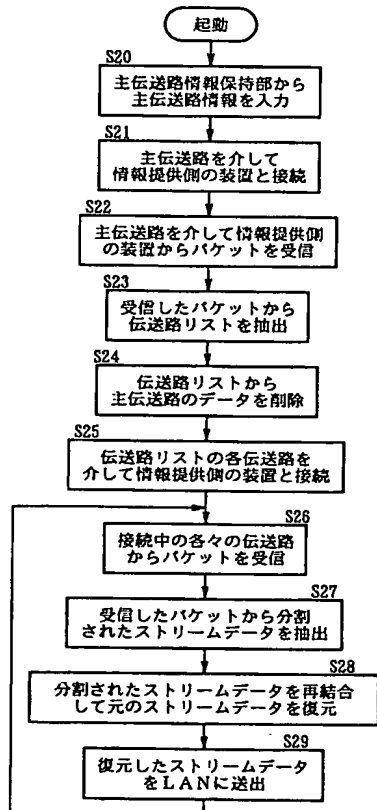 起動
S20
主伝送路情報保持部から
主伝送路情報を入力
S21
主伝送路を介して
情報提供側の装置と接続
S22
主伝送路を介して情報提供側
の装置からパケットを受信
S23
受信したパケットから
伝送路リストを抽出
S24
伝送路リストから
主伝送路のデータを削除
S25
伝送路リストの各伝送路を
介して情報提供側の装置と接続
S26
接続中の各々の伝送路
からパケットを受信
S27
受信したパケットから分割
されたストリームデータを抽出
S28
分割されたストリームデータを再結合
して元のストリームデータを復元
S29
復元したストリームデータ
をLANに送出